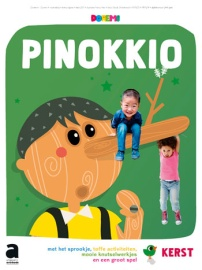 DOREMI
PINOKKIO
met het sprookje, toffe activiteiten,
mooie knutselwerkjes
en een groot spel
KERST
a